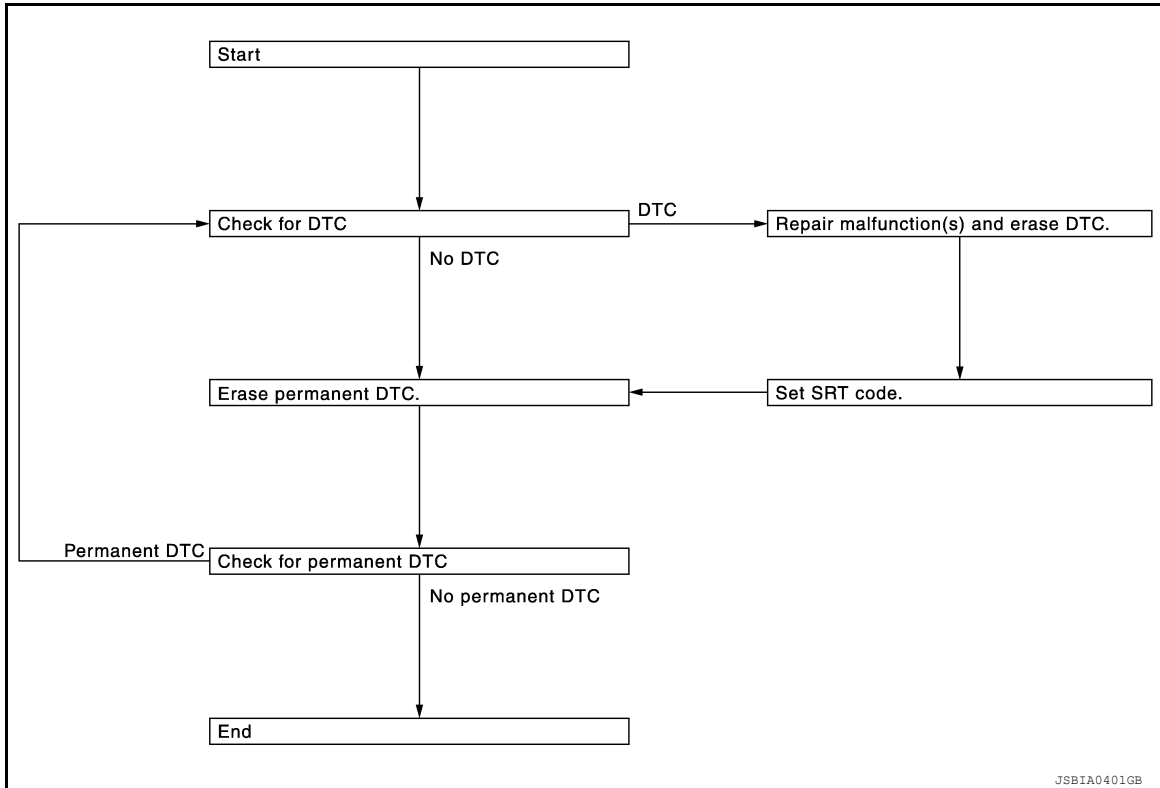 Start
Check for DTC
DTC
Repair malfunction(s) and erase DTC.
No DTC
Erase permanent DTC.
Set SRT code.
Permanent DTC
Check for permanent DTC
No permanent DTC
End
JSBIA0401GB